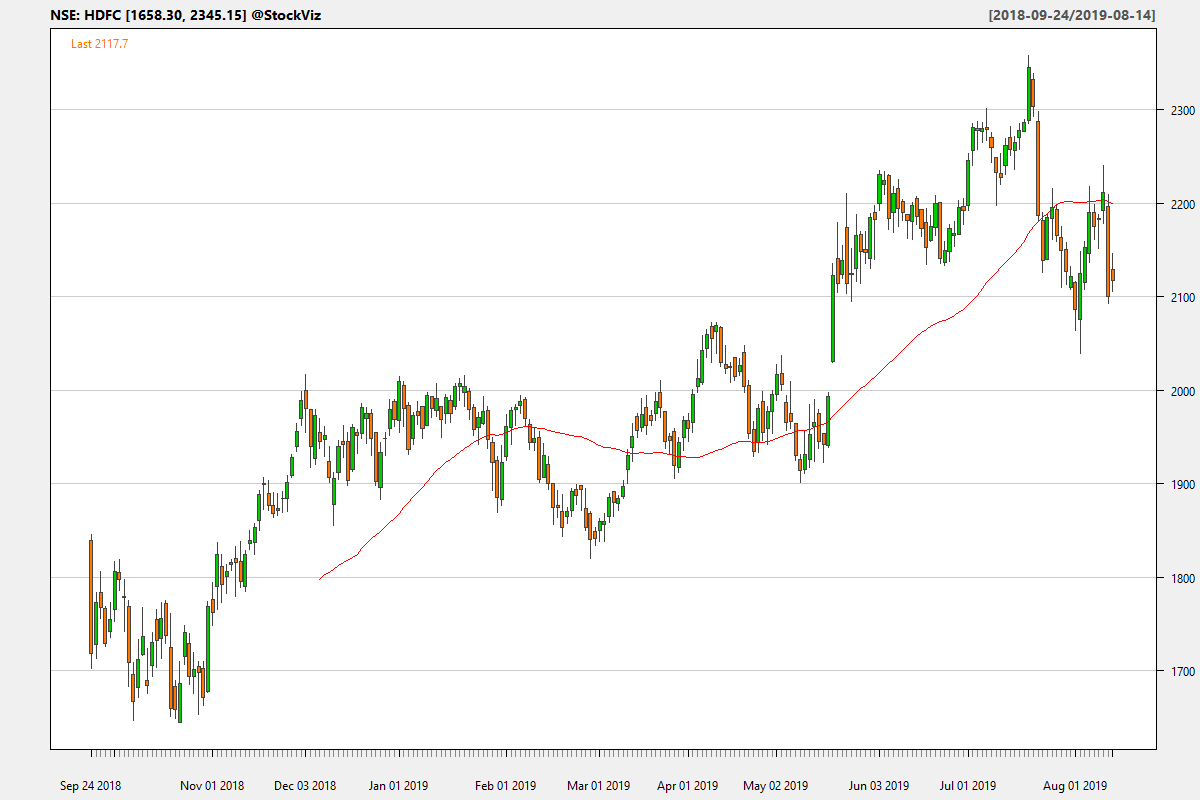 NSE: HDFC [1658.30, 2345.15] @StockViz
[2018-09-24/2019-08-14]
Last 2117.7
2300
2200
2100
2000
1900
1800
1700
Sep 24 2018 Nov 01 2018 Dec 03 2018 Jan 01 2019 Feb 01 2019 Mar 01 2019 Apr 01 2019 May 02 2019 Jun 03 2019 Jul 01 2019 Aug 01 2019